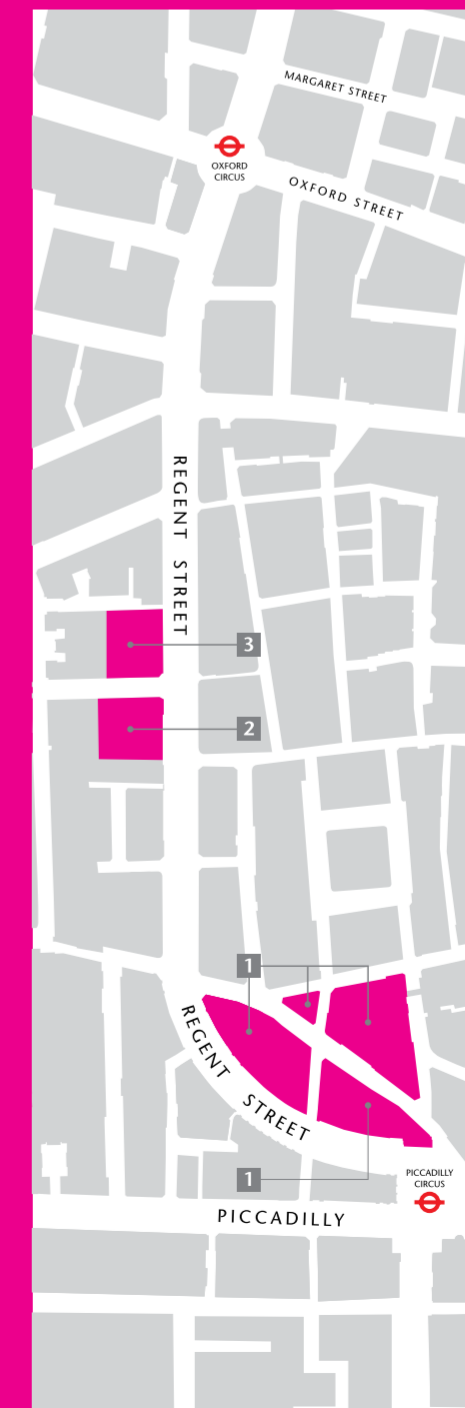 MARGARET STREET
OXFORD
CIRCUS
OXFORD STREET
REGENT STREET
3
2
1
REGENT STREET
1
PICCADILLY
CIRCUS
PICCADILLY